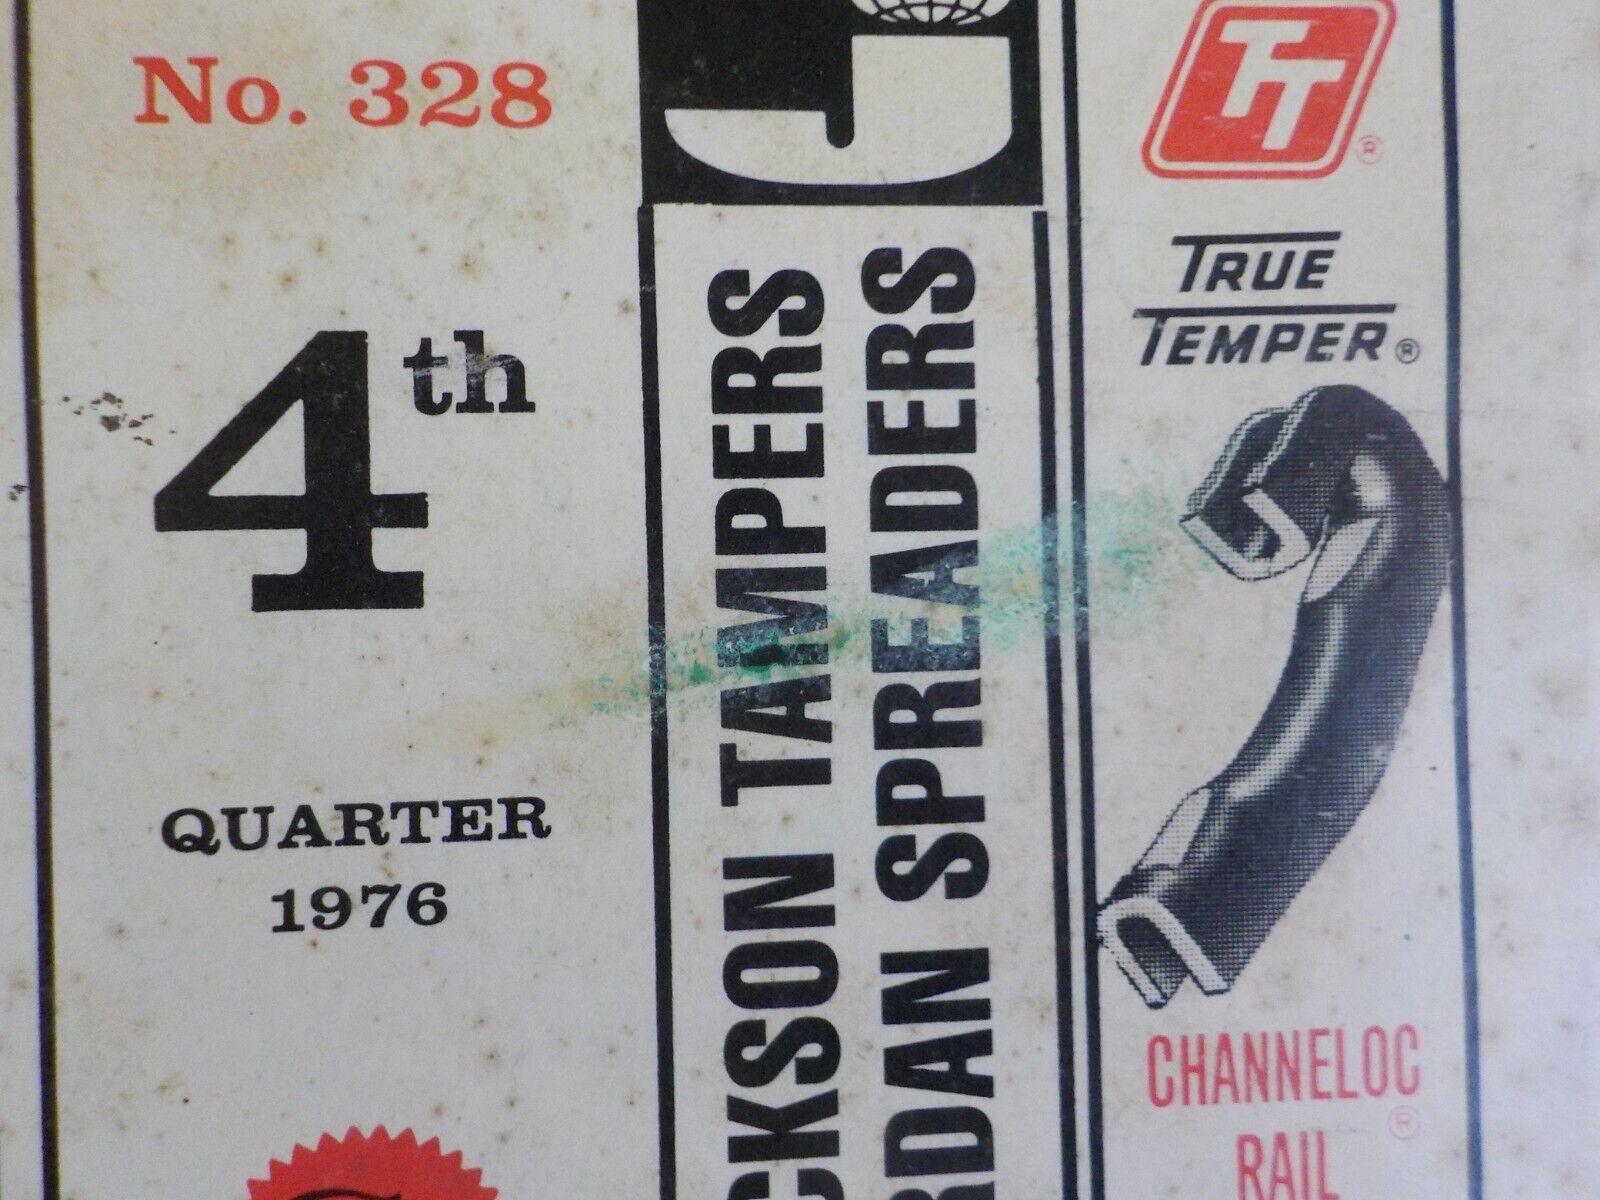 No. 328
4th
QUARTER
1976
CKSON TAMPERS
RDAN SPREADERS
TT®
TRUE
TEMPER®
CHANNELOC®
RAIL